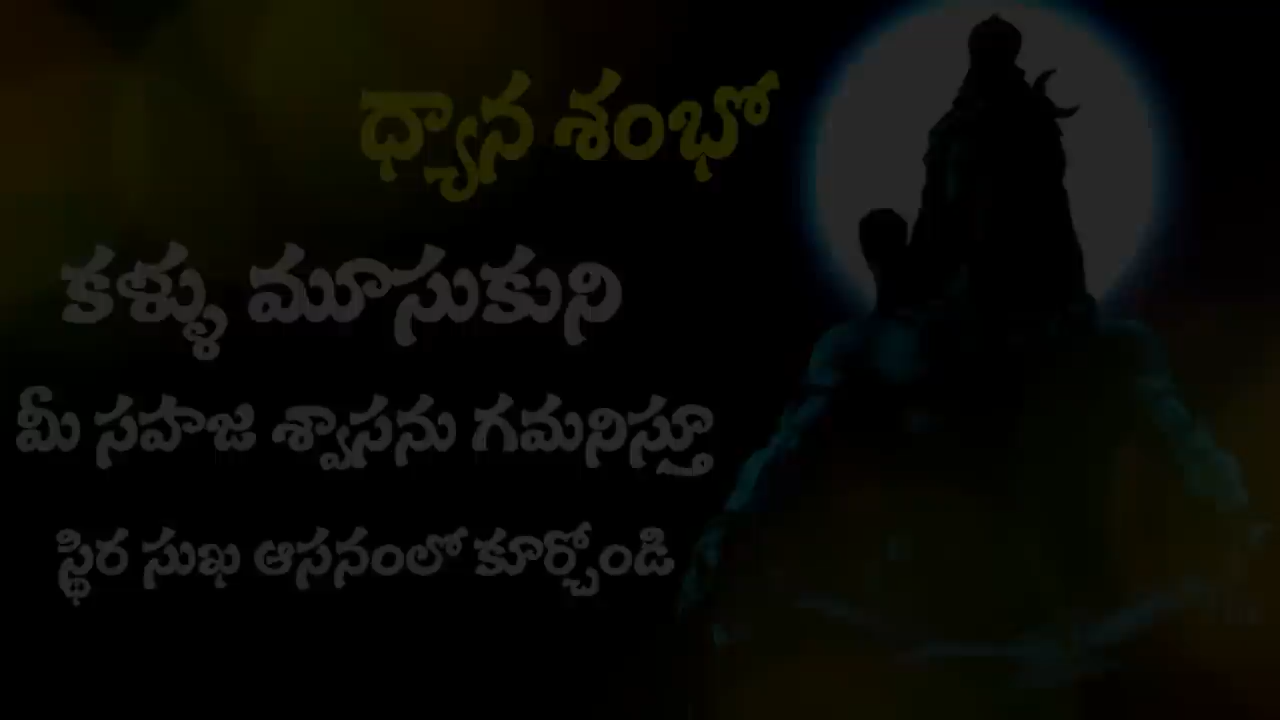 ధ్యాన శంభో
కళ్ళు మూసుకుని
మీ సహజ శ్వాసను గమనిస్తూ
స్థిర సుఖ ఆసనంలో కూర్చోండి